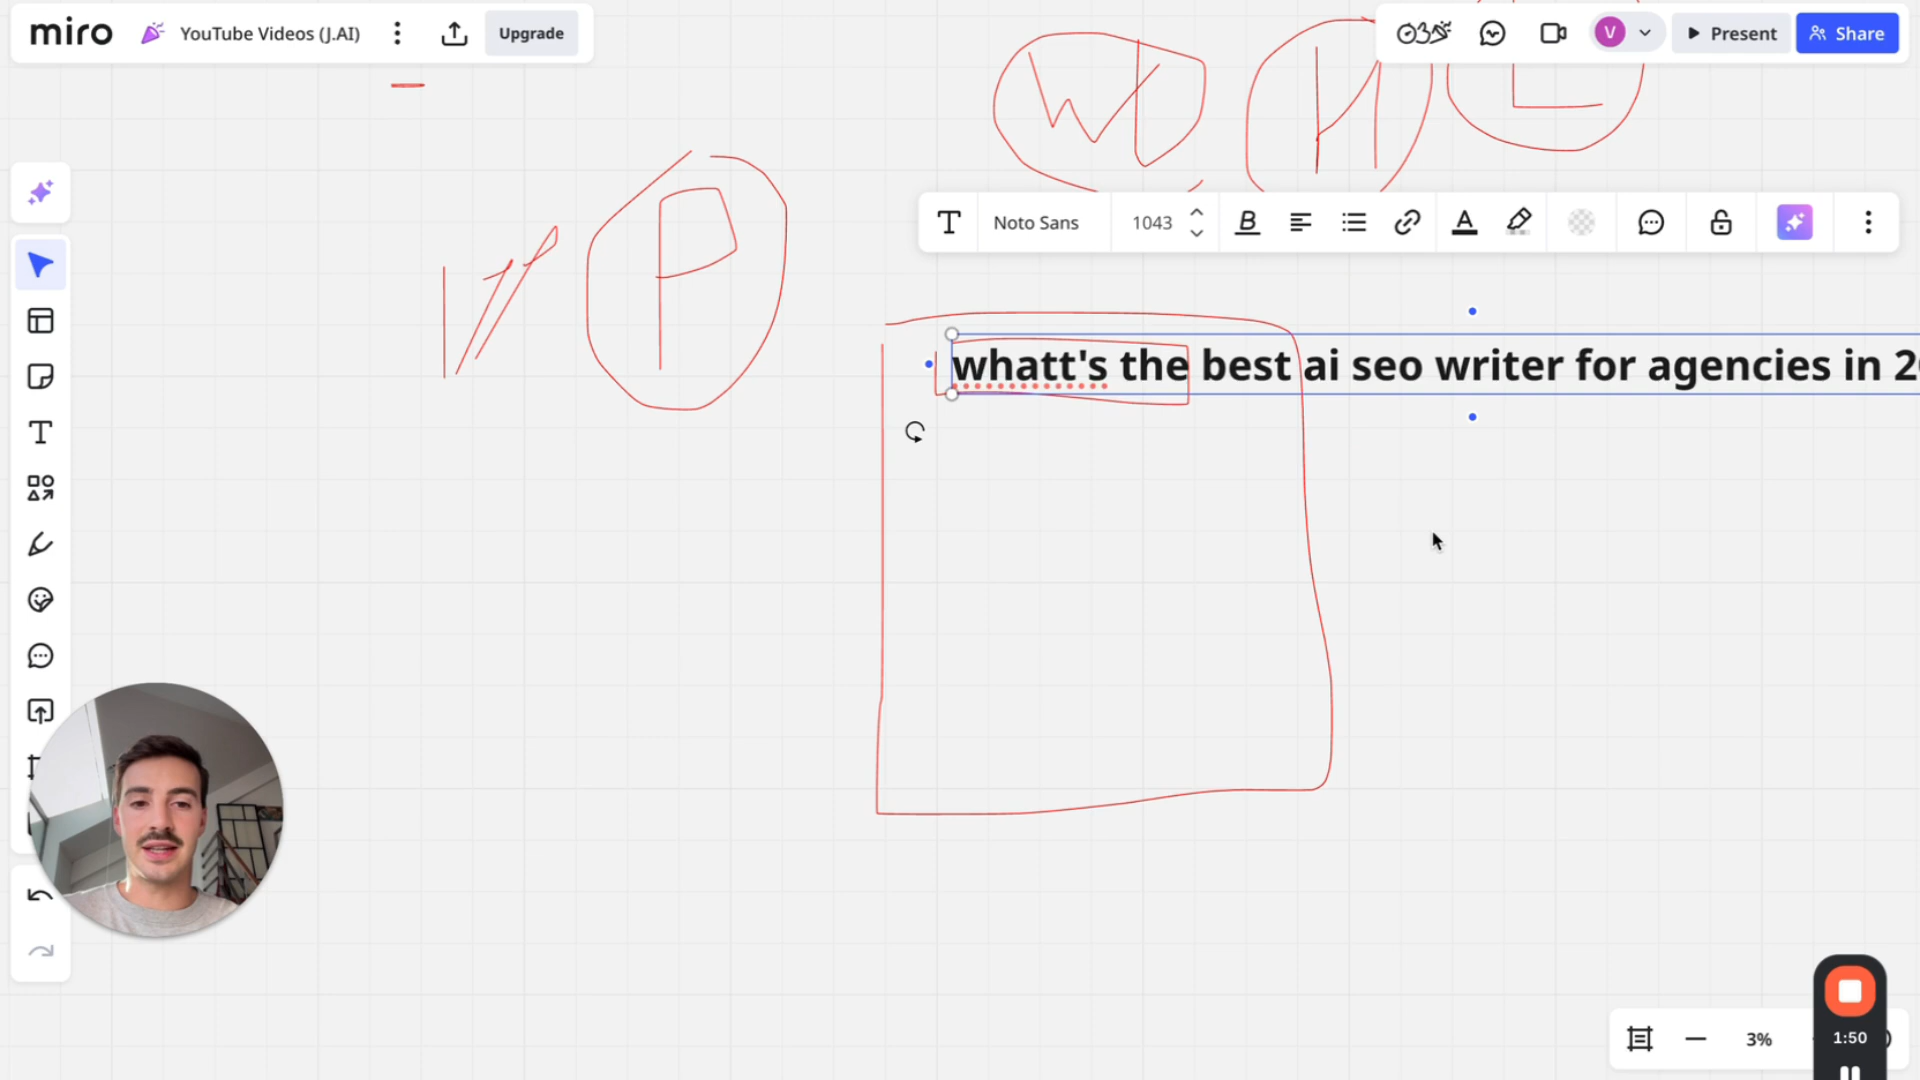 miro YouTube Videos (J.AI) Upgrade
V Present Share
Wt H L
P
Noto Sans 1043 B A
whatt's the best ai seo writer for agencies in 2
3%
1:50